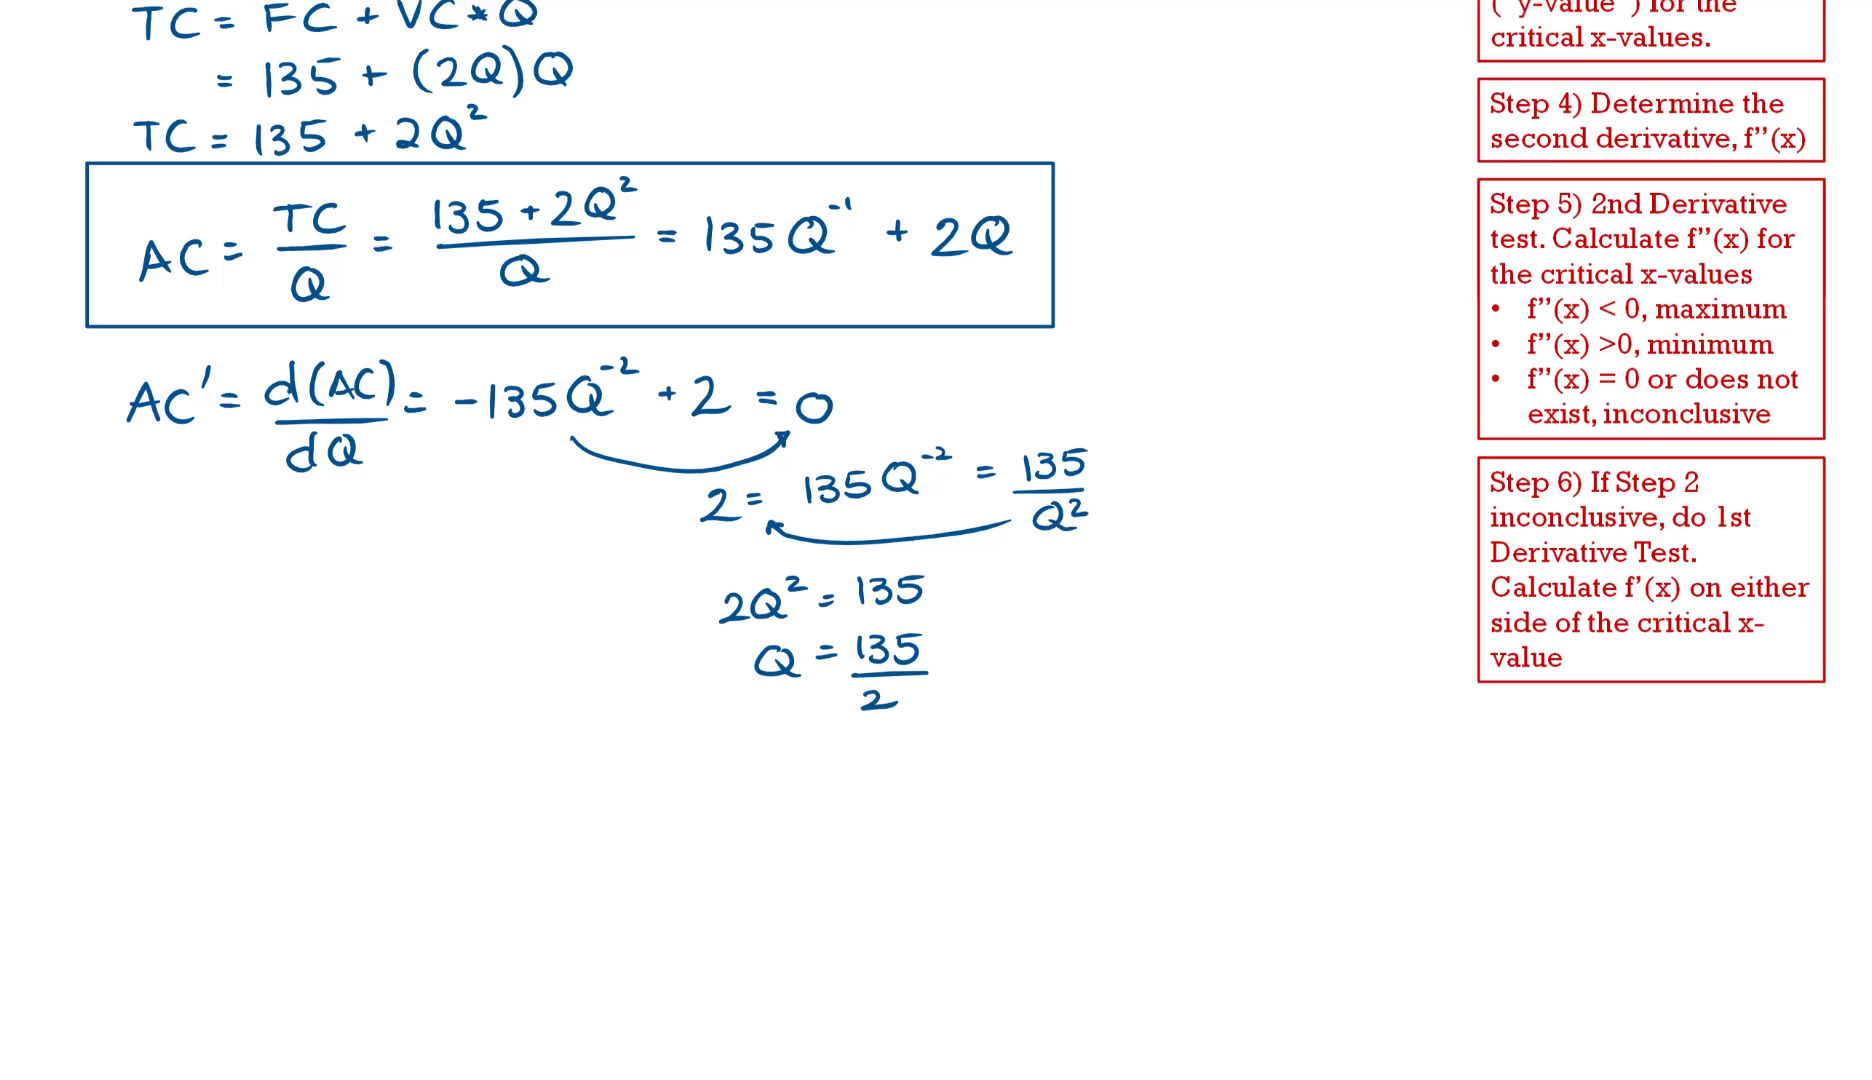 TC = FC + VC * Q
= 135 + (2Q)Q
TC = 135 + 2Q²
AC = TC/Q = (135 + 2Q²)/Q = 135Q⁻¹ + 2Q
AC' = d(AC)/dQ = -135Q⁻² + 2 = 0
2 = 135Q⁻² = 135/Q²
2Q² = 135
Q = 135/2
("y-value") for the
critical x-values.
Step 4) Determine the
second derivative, f”(x)
Step 5) 2nd Derivative
test. Calculate f”(x) for
the critical x-values
• f”(x) < 0, maximum
• f”(x) >0, minimum
• f”(x) = 0 or does not
exist, inconclusive
Step 6) If Step 2
inconclusive, do 1st
Derivative Test.
Calculate f’(x) on either
side of the critical x-
value